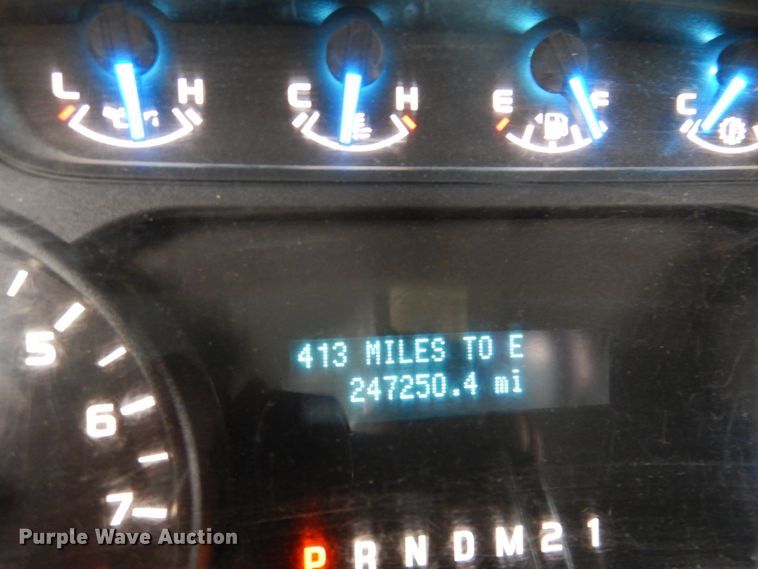 L H C H E F C
413 MILES TO E
247250.4 mi
5
6
7
P R N D M 2 1
Purple Wave Auction